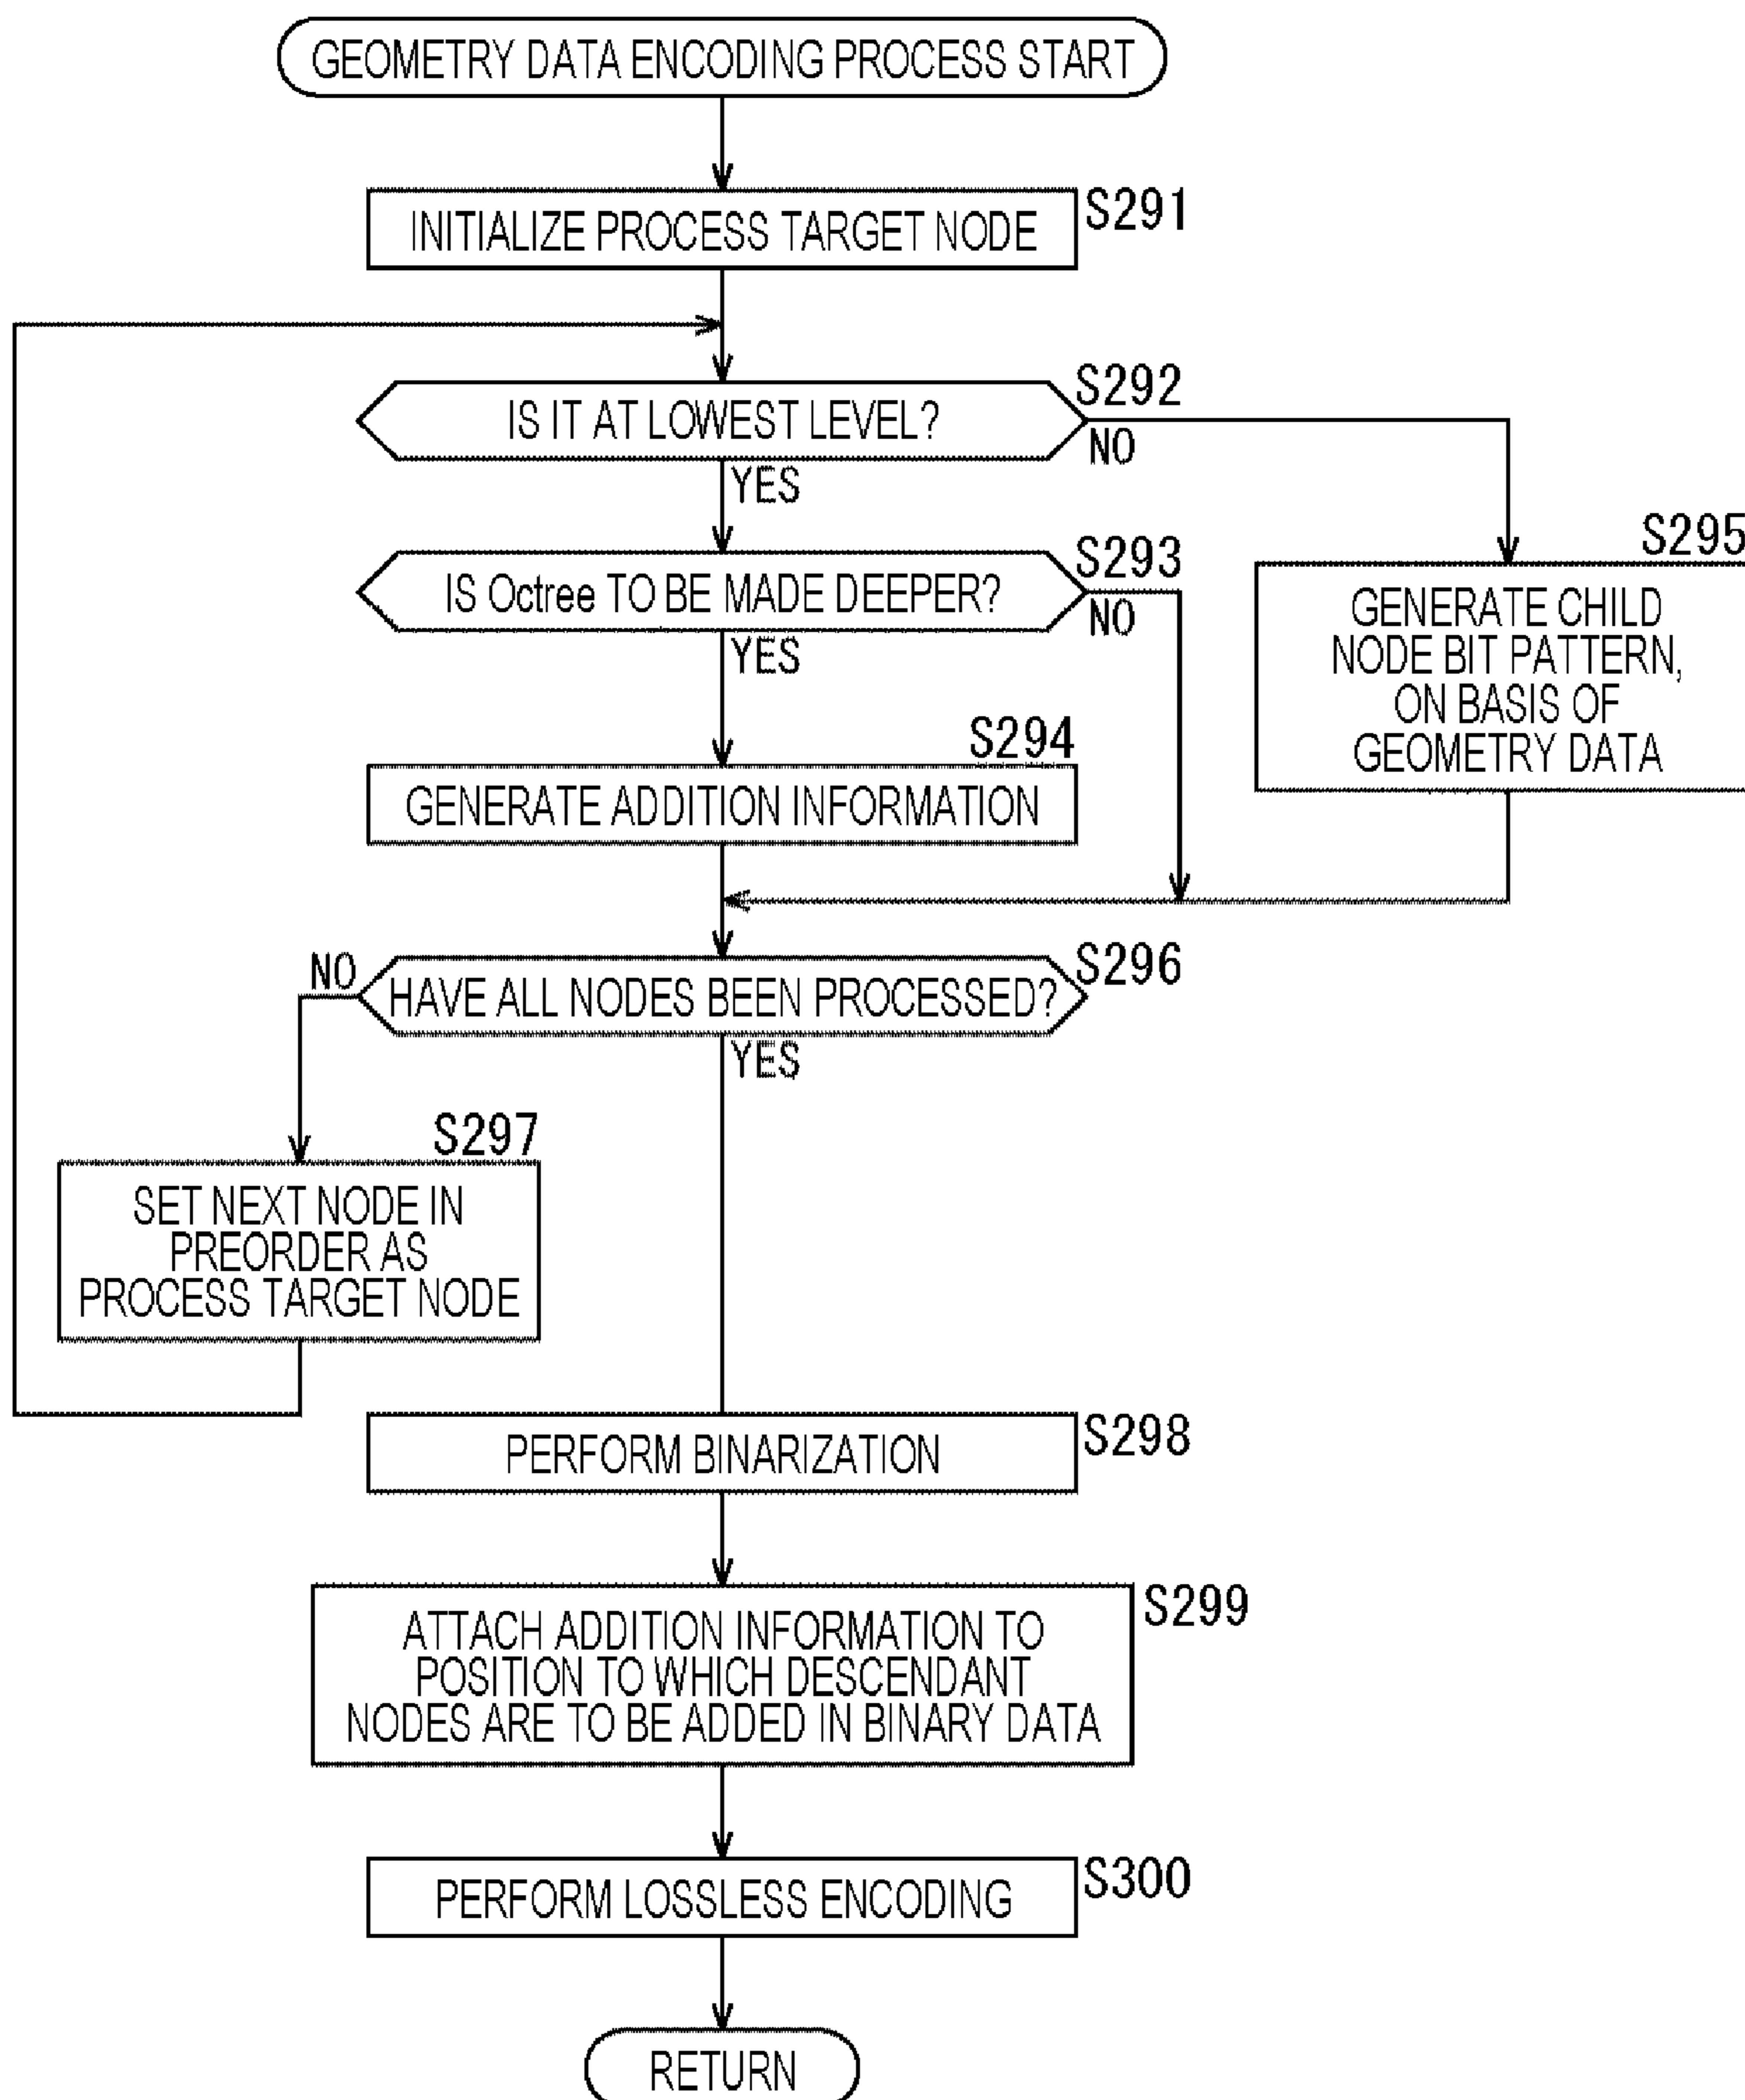 GEOMETRY DATA ENCODING PROCESS START
S291
INITIALIZE PROCESS TARGET NODE
S292
IS IT AT LOWEST LEVEL?
NO
YES
S293
IS Octree TO BE MADE DEEPER?
NO
YES
S295
GENERATE CHILD
NODE BIT PATTERN,
ON BASIS OF
GEOMETRY DATA
S294
GENERATE ADDITION INFORMATION
S296
NO
HAVE ALL NODES BEEN PROCESSED?
YES
S297
SET NEXT NODE IN
PREORDER AS
PROCESS TARGET NODE
S298
PERFORM BINARIZATION
S299
ATTACH ADDITION INFORMATION TO
POSITION TO WHICH DESCENDANT
NODES ARE TO BE ADDED IN BINARY DATA
S300
PERFORM LOSSLESS ENCODING
RETURN